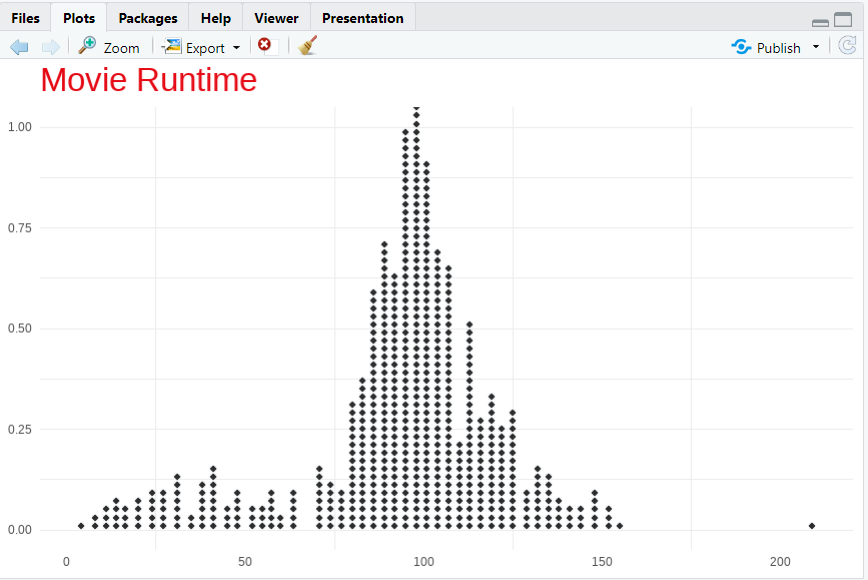 Files Plots Packages Help Viewer Presentation
Zoom Export Publish
Movie Runtime
1.00
0.75
0.50
0.25
0.00
0 50 100 150 200